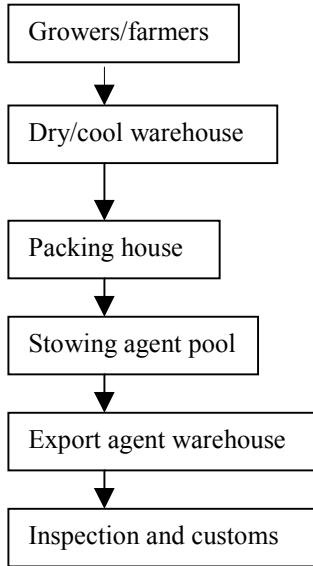 Growers/farmers
Dry/cool warehouse
Packing house
Stowing agent pool
Export agent warehouse
Inspection and customs